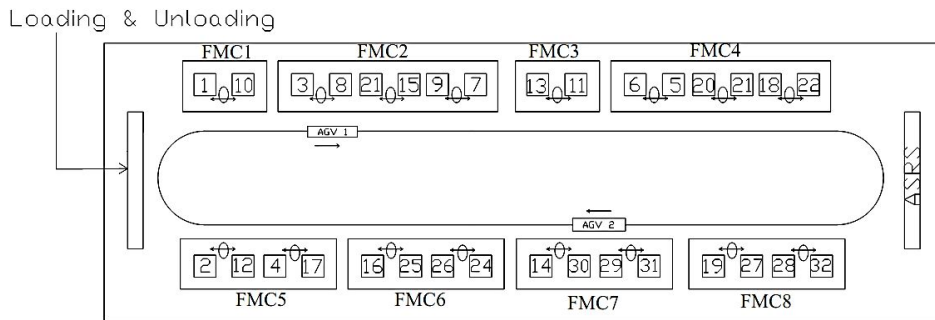 Loading & Unloading
FMC1 FMC2 FMC3 FMC4
1 10 3 8 21 15 9 7 13 11 6 5 20 21 18 22
AGV 1
ASRS
AGV 2
2 12 4 17 16 25 26 24 14 30 29 31 19 27 28 32
FMC5 FMC6 FMC7 FMC8